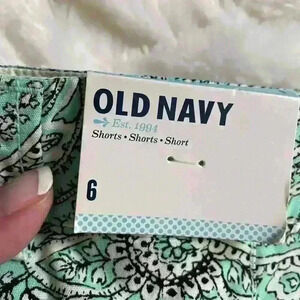 OLD NAVY
Est. 1994
Shorts • Shorts • Short
6